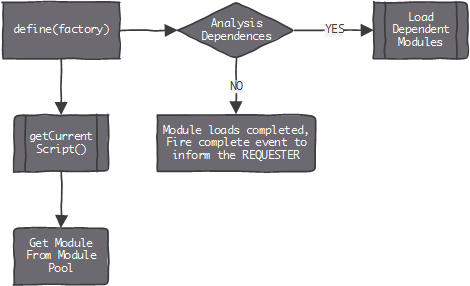 define(factory)
Analysis
Dependences
YES
Load
Dependent
Modules
NO
getCurrent
Script()
Module loads completed,
Fire complete event to
inform the REQUESTER
Get Module
From Module
Pool